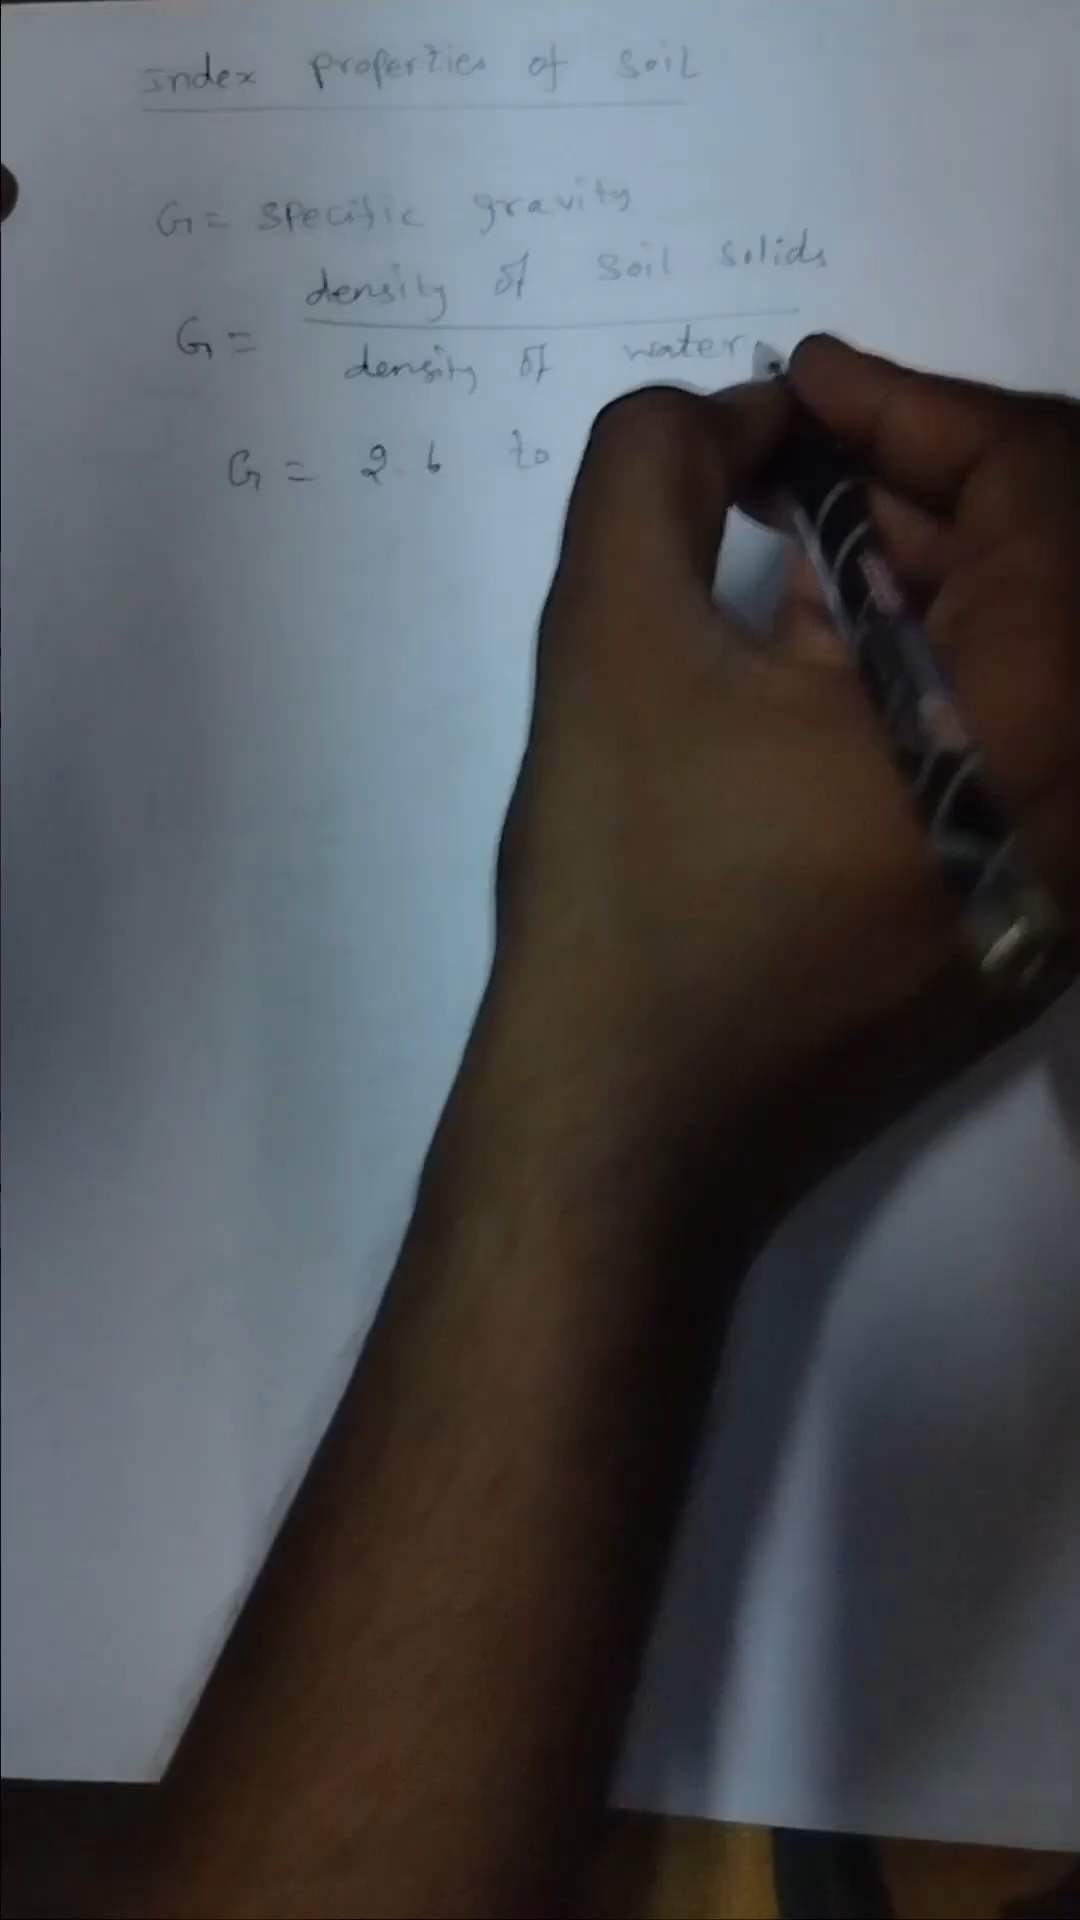 Index properties of soil
G = specific gravity
density of soil solids
G =
density of water
G = 2.6 to